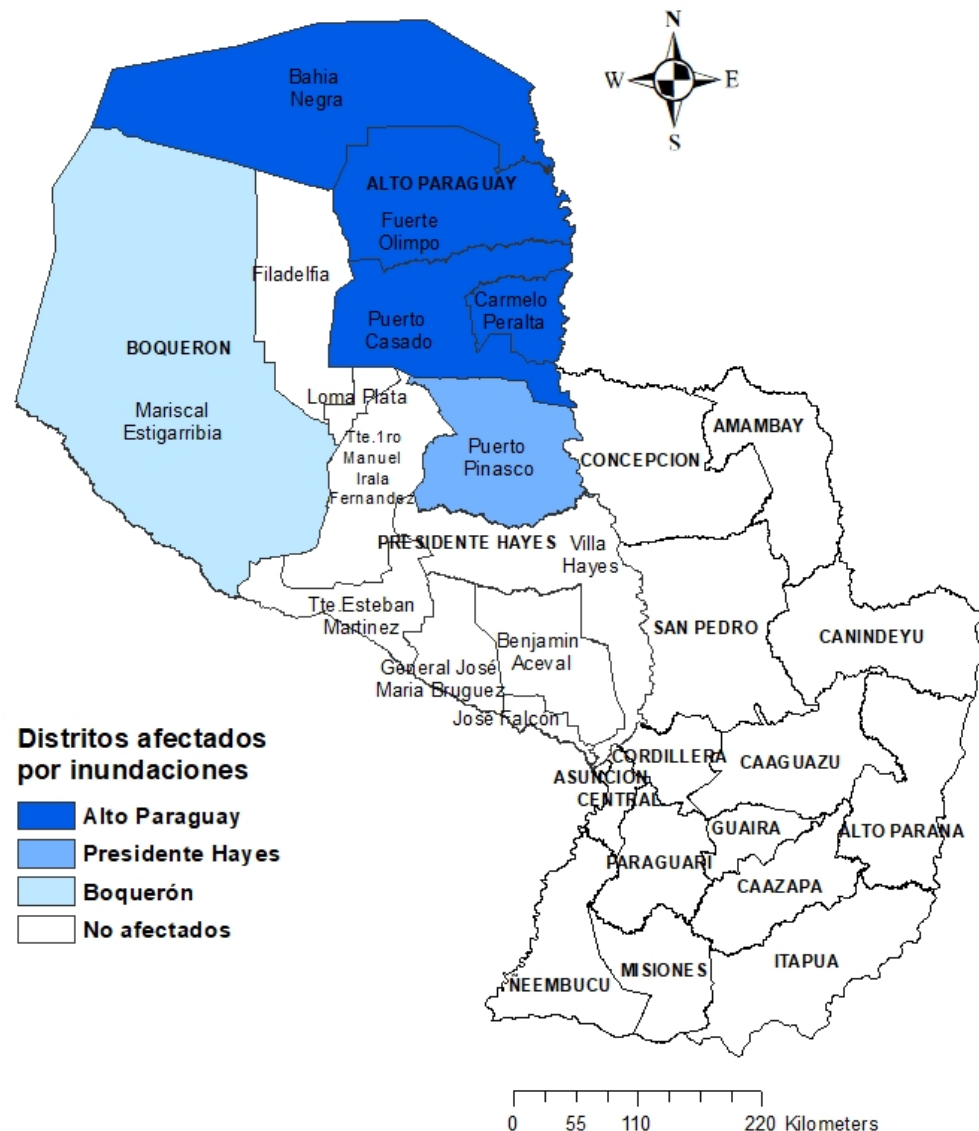 N
W E
S
Bahia
Negra
ALTO PARAGUAY
Fuerte
Olimpo
Filadelfia
Carmelo
Peralta
Puerto
Casado
BOQUERON
Mariscal
Estigarribia
Loma Plata
Tte.1ro
Manuel
Irala
Fernandez
Puerto
Pinasco
AMAMBAY
CONCEPCION
PRESIDENTE HAYES
Villa
Hayes
Tte.Esteban
Martinez
Benjamin
Aceval
General José
Maria Bruguez
José Falcón
SAN PEDRO
CANINDEYU
CORDILLERA
ASUNCION
CENTRAL
CAAGUAZU
GUAIRA
ALTO PARANA
PARAGUARI
CAAZAPA
ITAPUA
MISIONES
ÑEEMBUCU
Distritos afectados
por inundaciones
Alto Paraguay
Presidente Hayes
Boquerón
No afectados
0 55 110 220 Kilometers